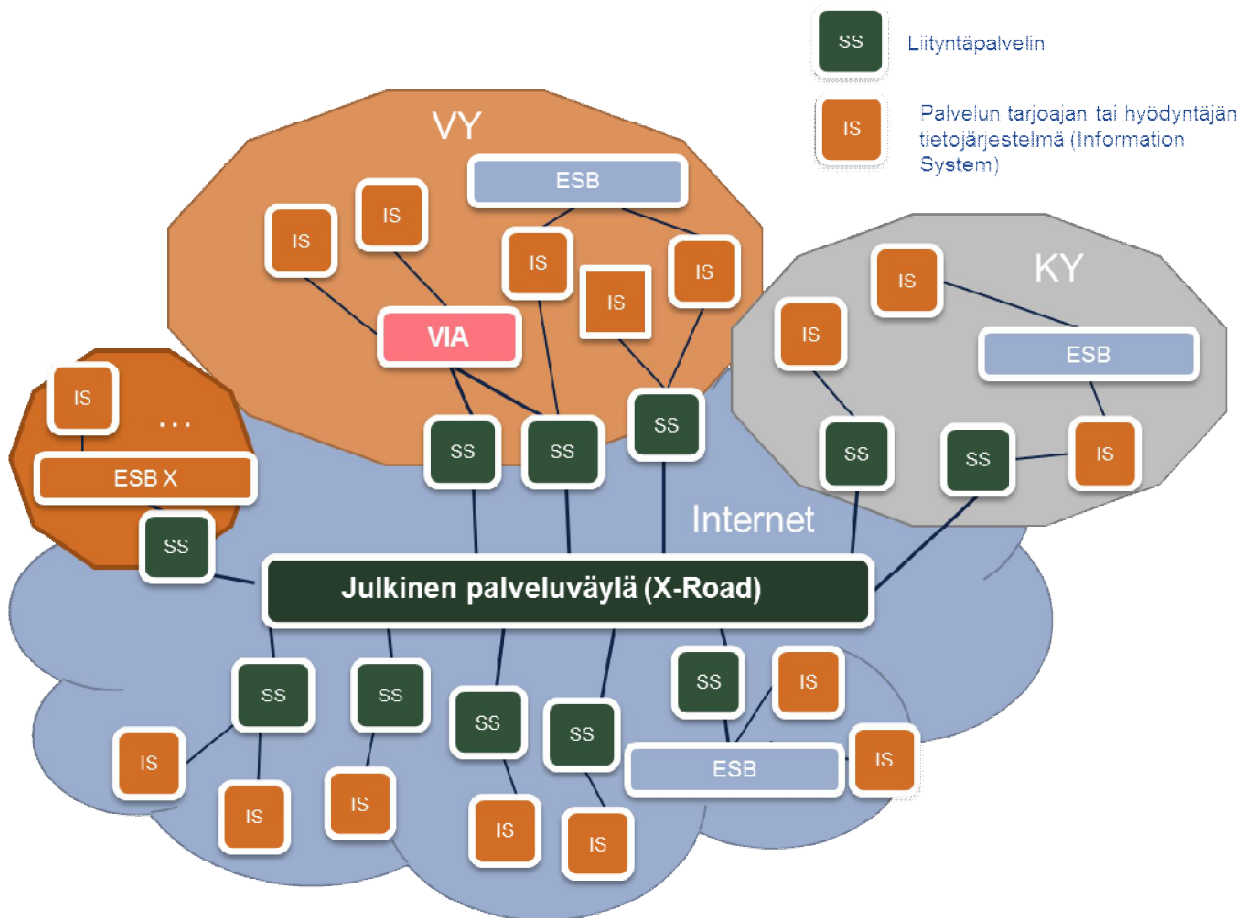 SS
Liityntäpalvelin
IS
Palvelun tarjoajan tai hyödyntäjän
tietojärjestelmä (Information
System)
VY
ESB
IS
IS
IS
IS
IS
VIA
SS
SS
SS
KY
IS
IS
ESB
SS
SS
IS
IS
...
ESB X
SS
Internet
Julkinen palveluväylä (X-Road)
SS
SS
SS
SS
SS
IS
ESB
IS
IS
IS
IS
IS
IS